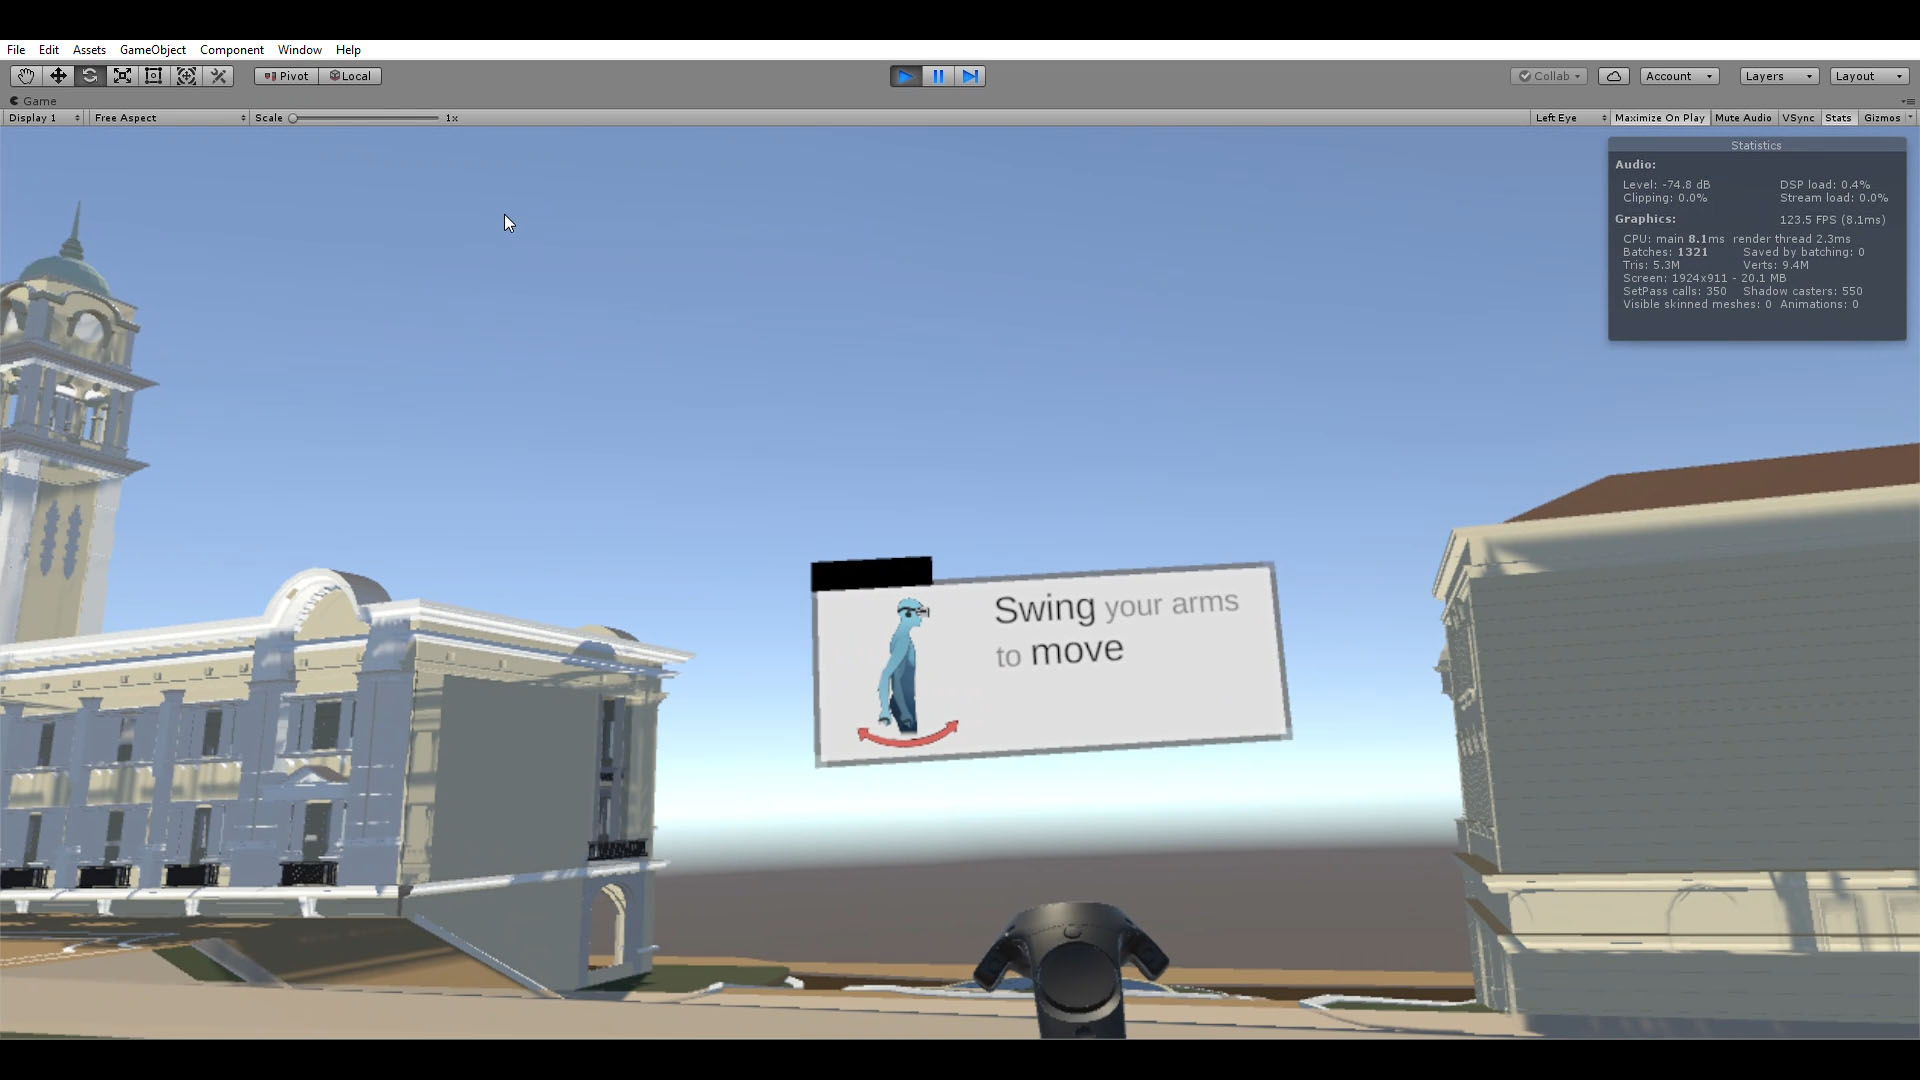 File Edit Assets GameObject Component Window Help
Pivot Local Collab Account Layers Layout
Game
Display 1 Free Aspect Scale 1x Left Eye Maximize On Play Mute Audio VSync Stats Gizmos
Statistics
Audio:
Level: -74.8 dB DSP load: 0.4%
Clipping: 0.0% Stream load: 0.0%
Graphics: 123.5 FPS (8.1ms)
CPU: main 8.1ms render thread 2.3ms
Batches: 1321 Saved by batching: 0
Tris: 5.3M Verts: 9.4M
Screen: 1924x911 - 20.1 MB
SetPass calls: 350 Shadow casters: 550
Visible skinned meshes: 0 Animations: 0
Swing your arms
to move